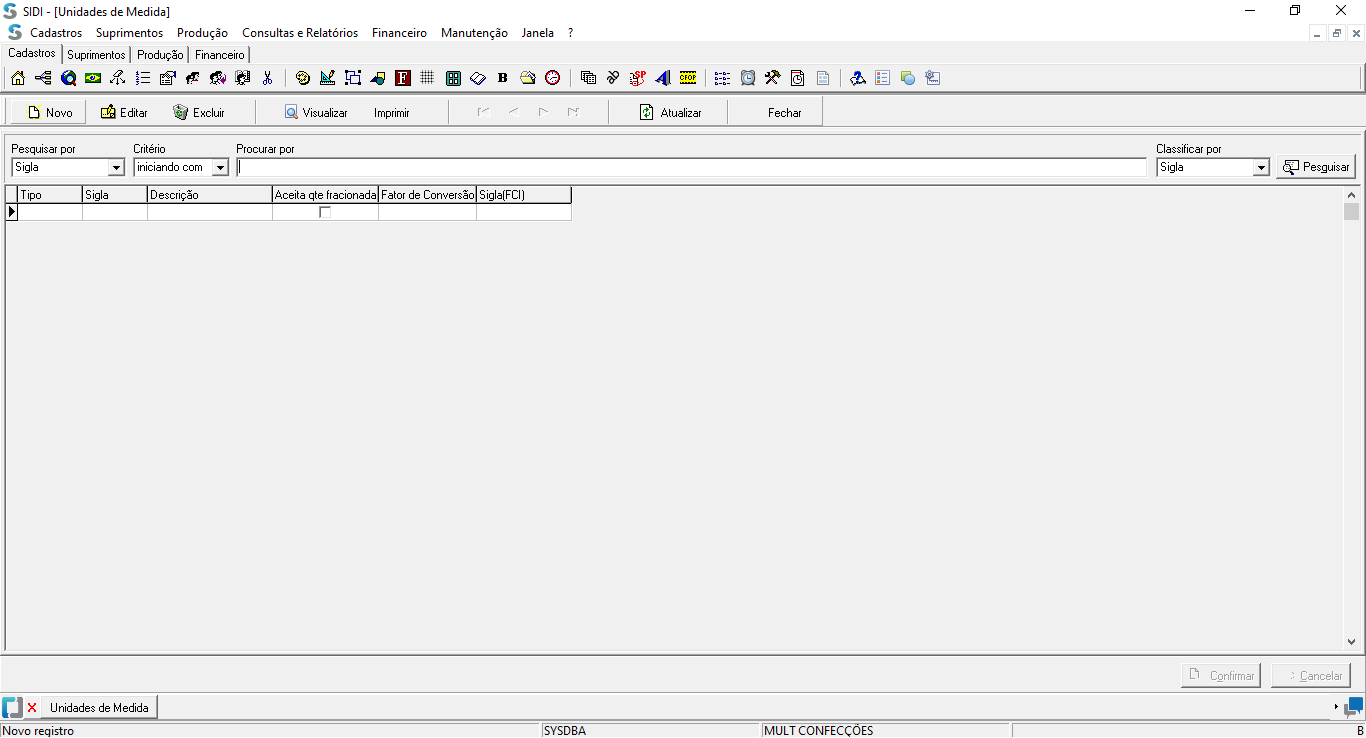 SIDI - [Unidades de Medida]
Cadastros Suprimentos Produção Consultas e Relatórios Financeiro Manutenção Janela ?
Cadastros Suprimentos Produção Financeiro
F B SP CFOP
Novo Editar Excluir Visualizar Imprimir Atualizar Fechar
Pesquisar por Critério Procurar por Classificar por
Sigla iniciando com Sigla Pesquisar
Tipo Sigla Descrição Aceita qte fracionada Fator de Conversão Sigla(FCI)
Confirmar Cancelar
Unidades de Medida
Novo registro SYSDBA MULT CONFECÇÕES B